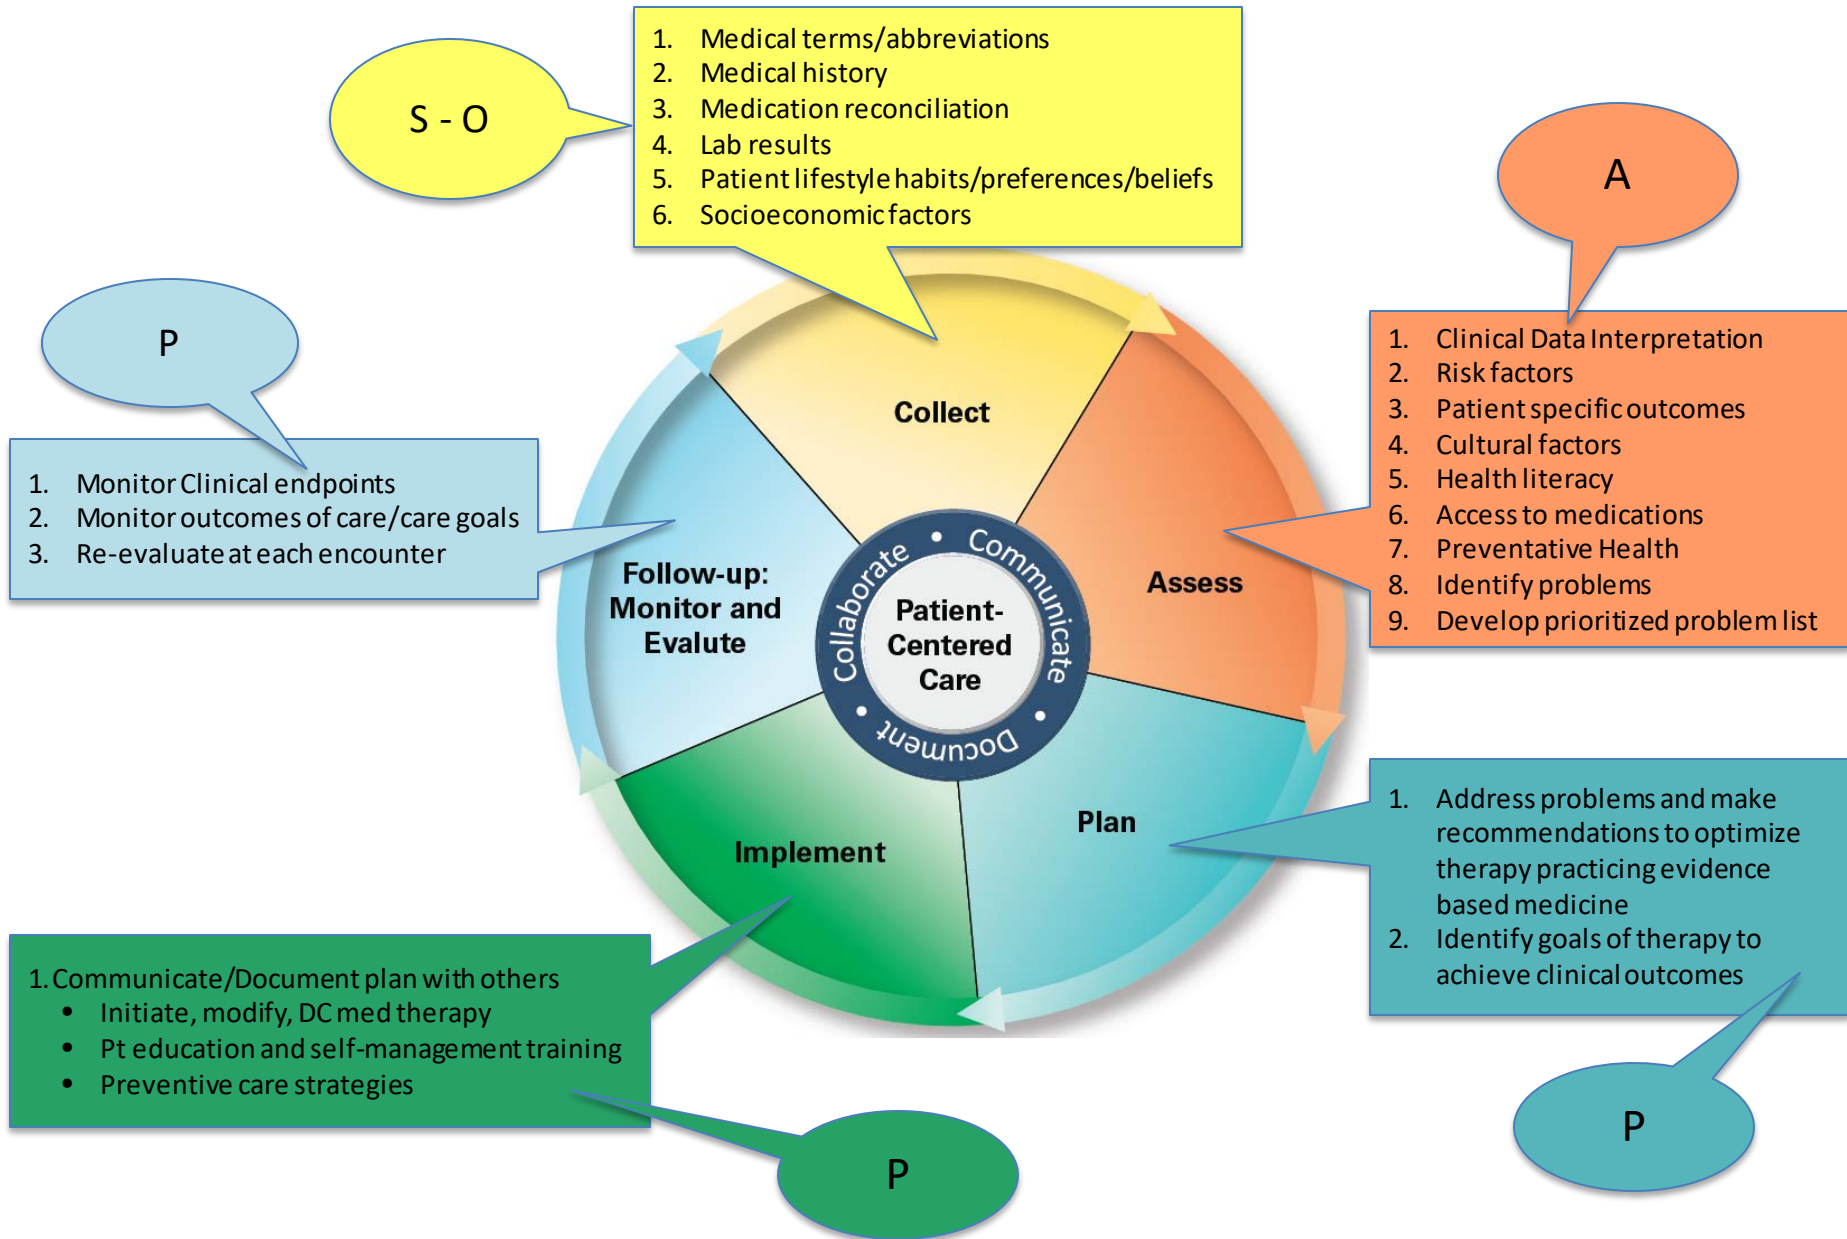 S - O
1. Medical terms/abbreviations
2. Medical history
3. Medication reconciliation
4. Lab results
5. Patient lifestyle habits/preferences/beliefs
6. Socioeconomic factors
A
1. Clinical Data Interpretation
2. Risk factors
3. Patient specific outcomes
4. Cultural factors
5. Health literacy
6. Access to medications
7. Preventative Health
8. Identify problems
9. Develop prioritized problem list
P
1. Monitor Clinical endpoints
2. Monitor outcomes of care/care goals
3. Re-evaluate at each encounter
Collect
Assess
Plan
Implement
Follow-up:
Monitor and
Evalute
Collaborate • Communicate • Document •
Patient-
Centered
Care
1. Address problems and make
recommendations to optimize
therapy practicing evidence
based medicine
2. Identify goals of therapy to
achieve clinical outcomes
P
1. Communicate/Document plan with others
• Initiate, modify, DC med therapy
• Pt education and self-management training
• Preventive care strategies
P